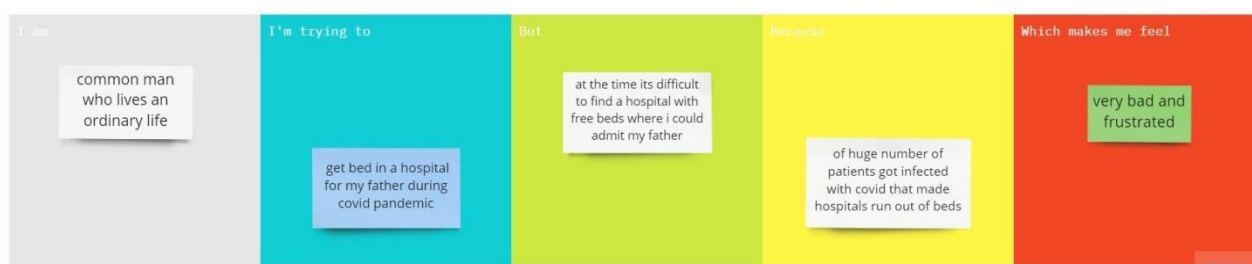 I am
common man
who lives an
ordinary life
I'm trying to
get bed in a hospital
for my father during
covid pandemic
But
at the time its difficult
to find a hospital with
free beds where i could
admit my father
Because
of huge number of
patients got infected
with covid that made
hospitals run out of beds
Which makes me feel
very bad and
frustrated